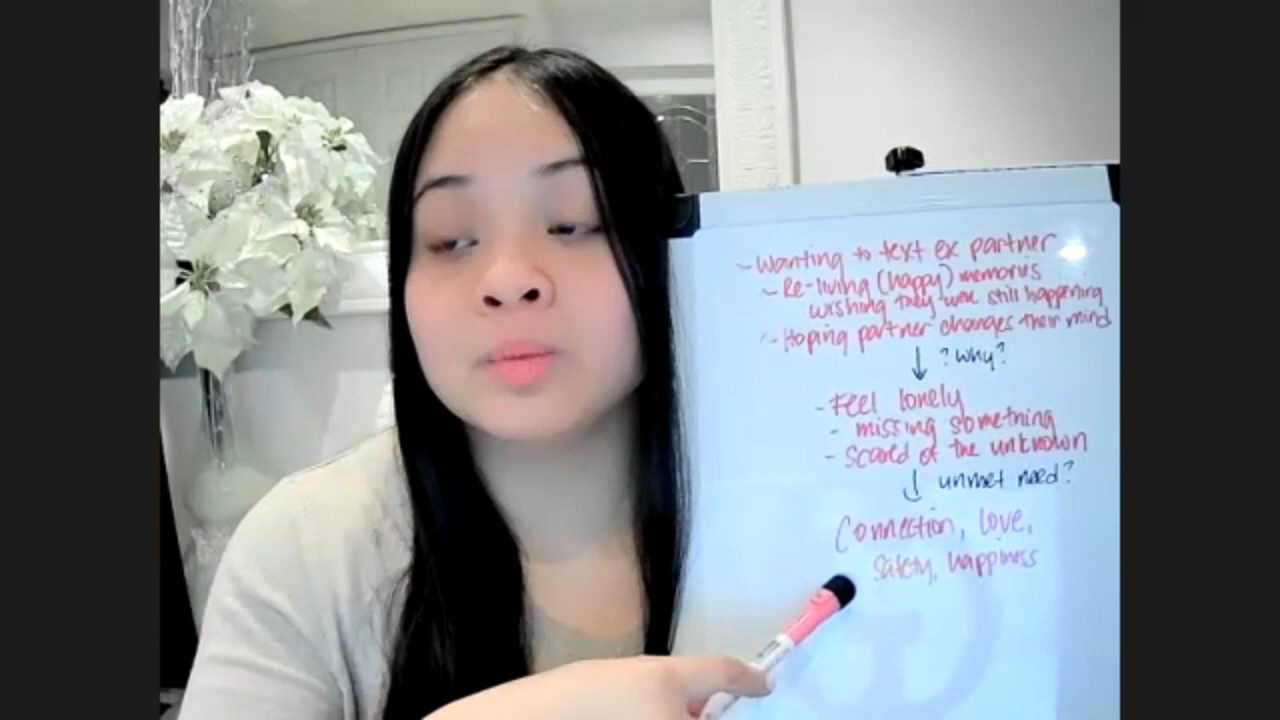 - Wanting to text ex partner
- Re-living (happy) memories
wishing they were still happening
- Hoping partner changes their mind
↓ ? why?
- Feel lonely
- missing something
- scared of the unknown
↓ unmet need?
Connection, love,
safety, happiness